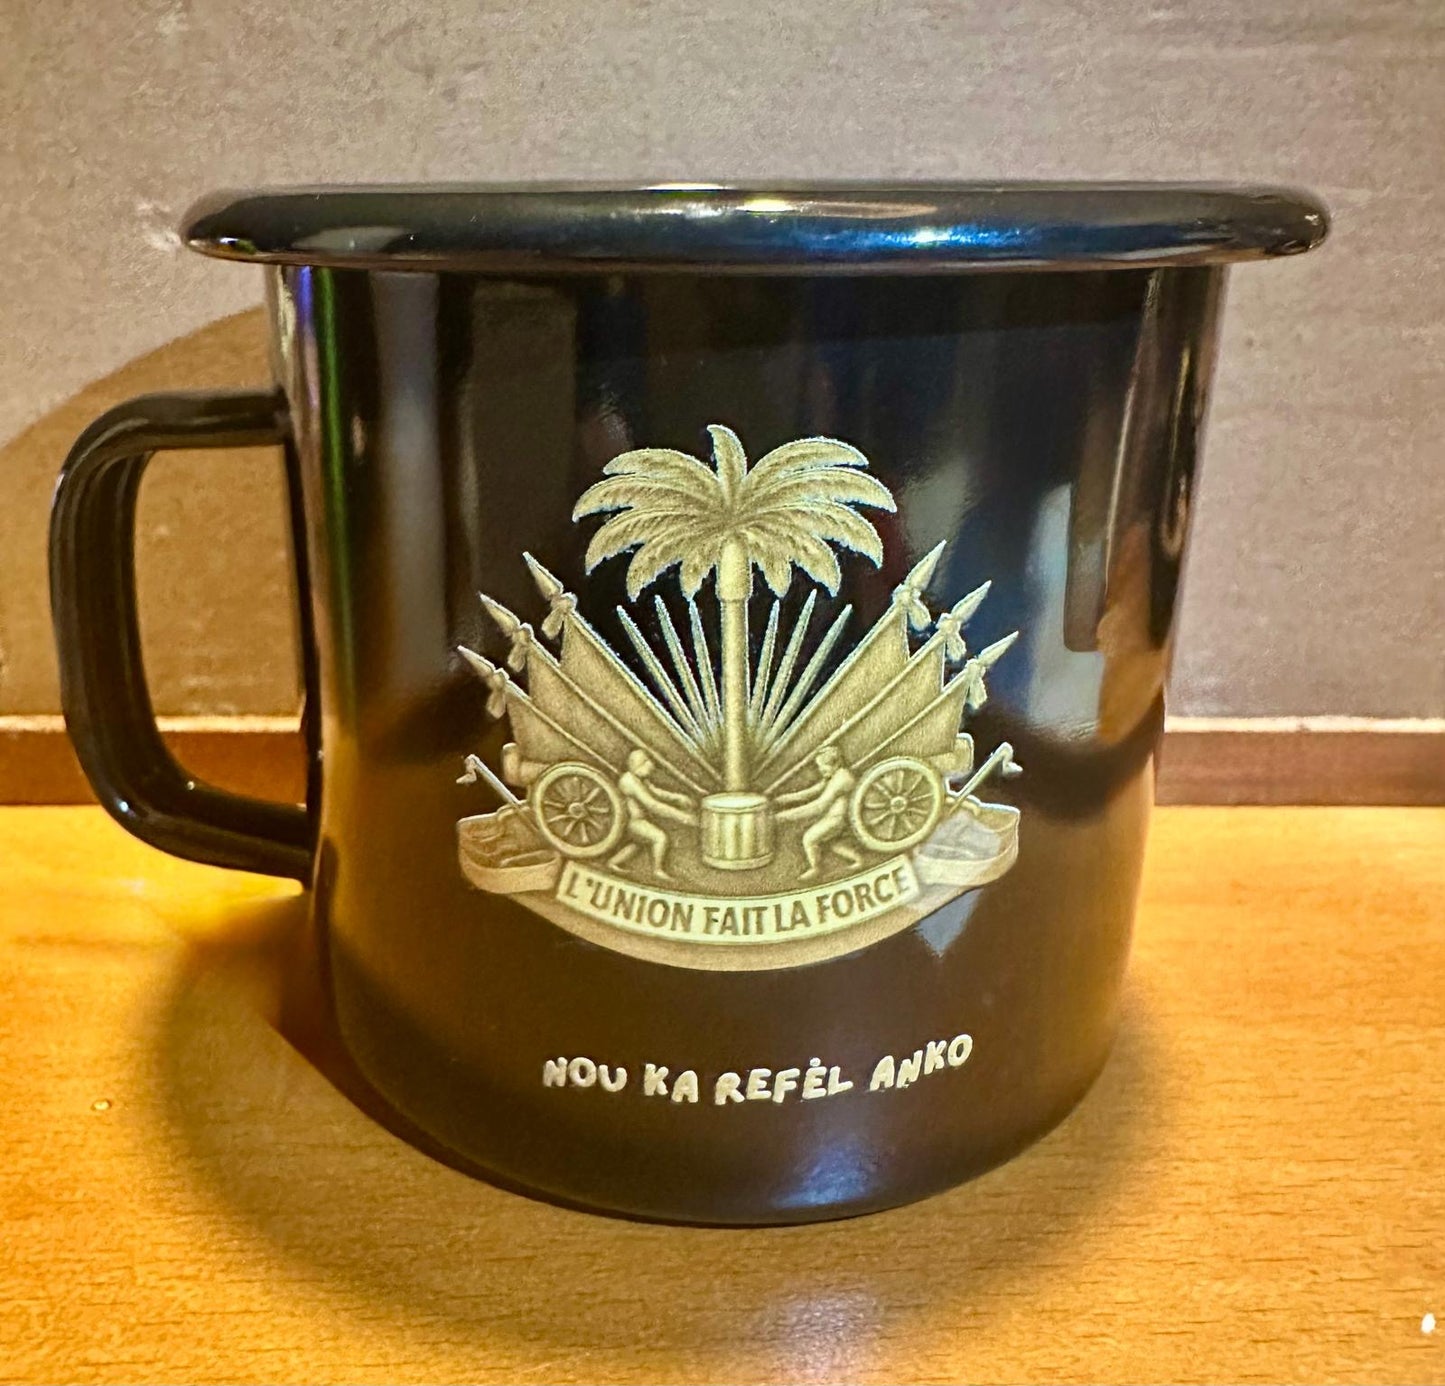 L'UNION FAIT LA FORCE
NOU KA REFÈL ANKO